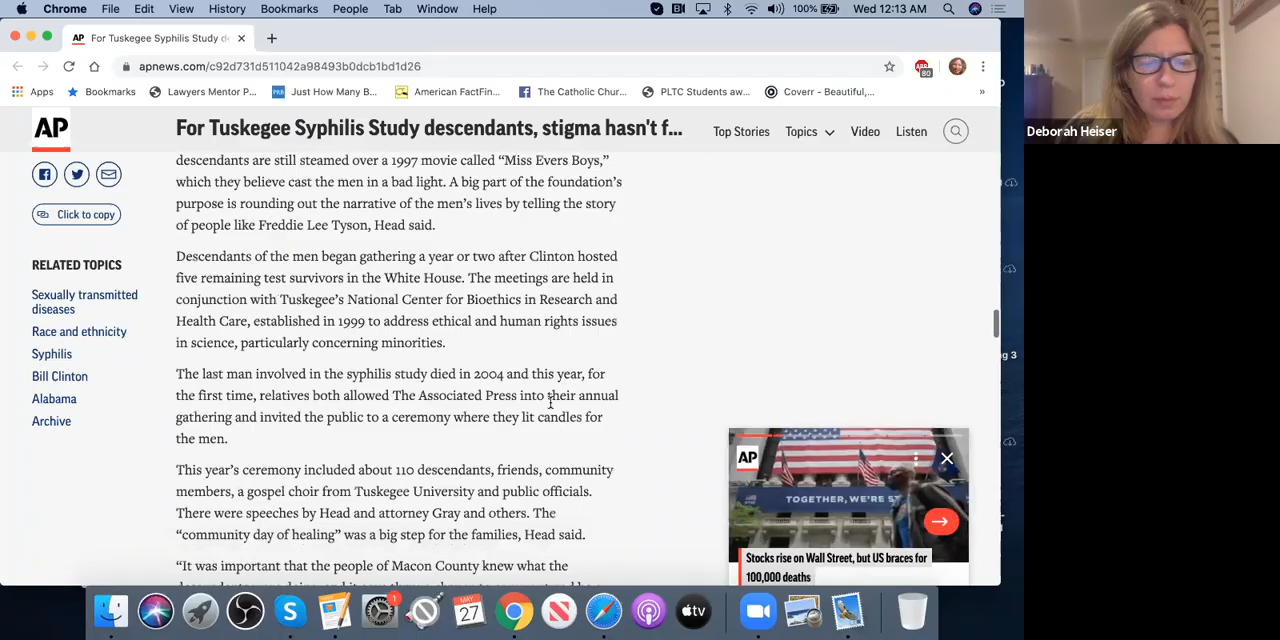 Chrome File Edit View History Bookmarks People Tab Window Help 100% Wed 12:13 AM
AP For Tuskegee Syphilis Study de
apnews.com/c92d731d511042a98493b0dcb1bd1d26 80
Apps Bookmarks Lawyers Mentor P... Just How Many B... American FactFin... The Catholic Chur... PLTC Students aw... Coverr - Beautiful,... »
AP For Tuskegee Syphilis Study descendants, stigma hasn't f... Top Stories Topics Video Listen
Deborah Heiser
descendants are still steamed over a 1997 movie called “Miss Evers Boys,”
which they believe cast the men in a bad light. A big part of the foundation’s
purpose is rounding out the narrative of the men’s lives by telling the story
of people like Freddie Lee Tyson, Head said.
Descendants of the men began gathering a year or two after Clinton hosted
five remaining test survivors in the White House. The meetings are held in
conjunction with Tuskegee’s National Center for Bioethics in Research and
Health Care, established in 1999 to address ethical and human rights issues
in science, particularly concerning minorities.
The last man involved in the syphilis study died in 2004 and this year, for
the first time, relatives both allowed The Associated Press into their annual
gathering and invited the public to a ceremony where they lit candles for
the men.
This year’s ceremony included about 110 descendants, friends, community
members, a gospel choir from Tuskegee University and public officials.
There were speeches by Head and attorney Gray and others. The
“community day of healing” was a big step for the families, Head said.
“It was important that the people of Macon County knew what the
Click to copy
RELATED TOPICS
Sexually transmitted
diseases
Race and ethnicity
Syphilis
Bill Clinton
Alabama
Archive
AP
TOGETHER, WE'RE ST
Stocks rise on Wall Street, but US braces for
100,000 deaths
ng 3
1
MAY
27
tv